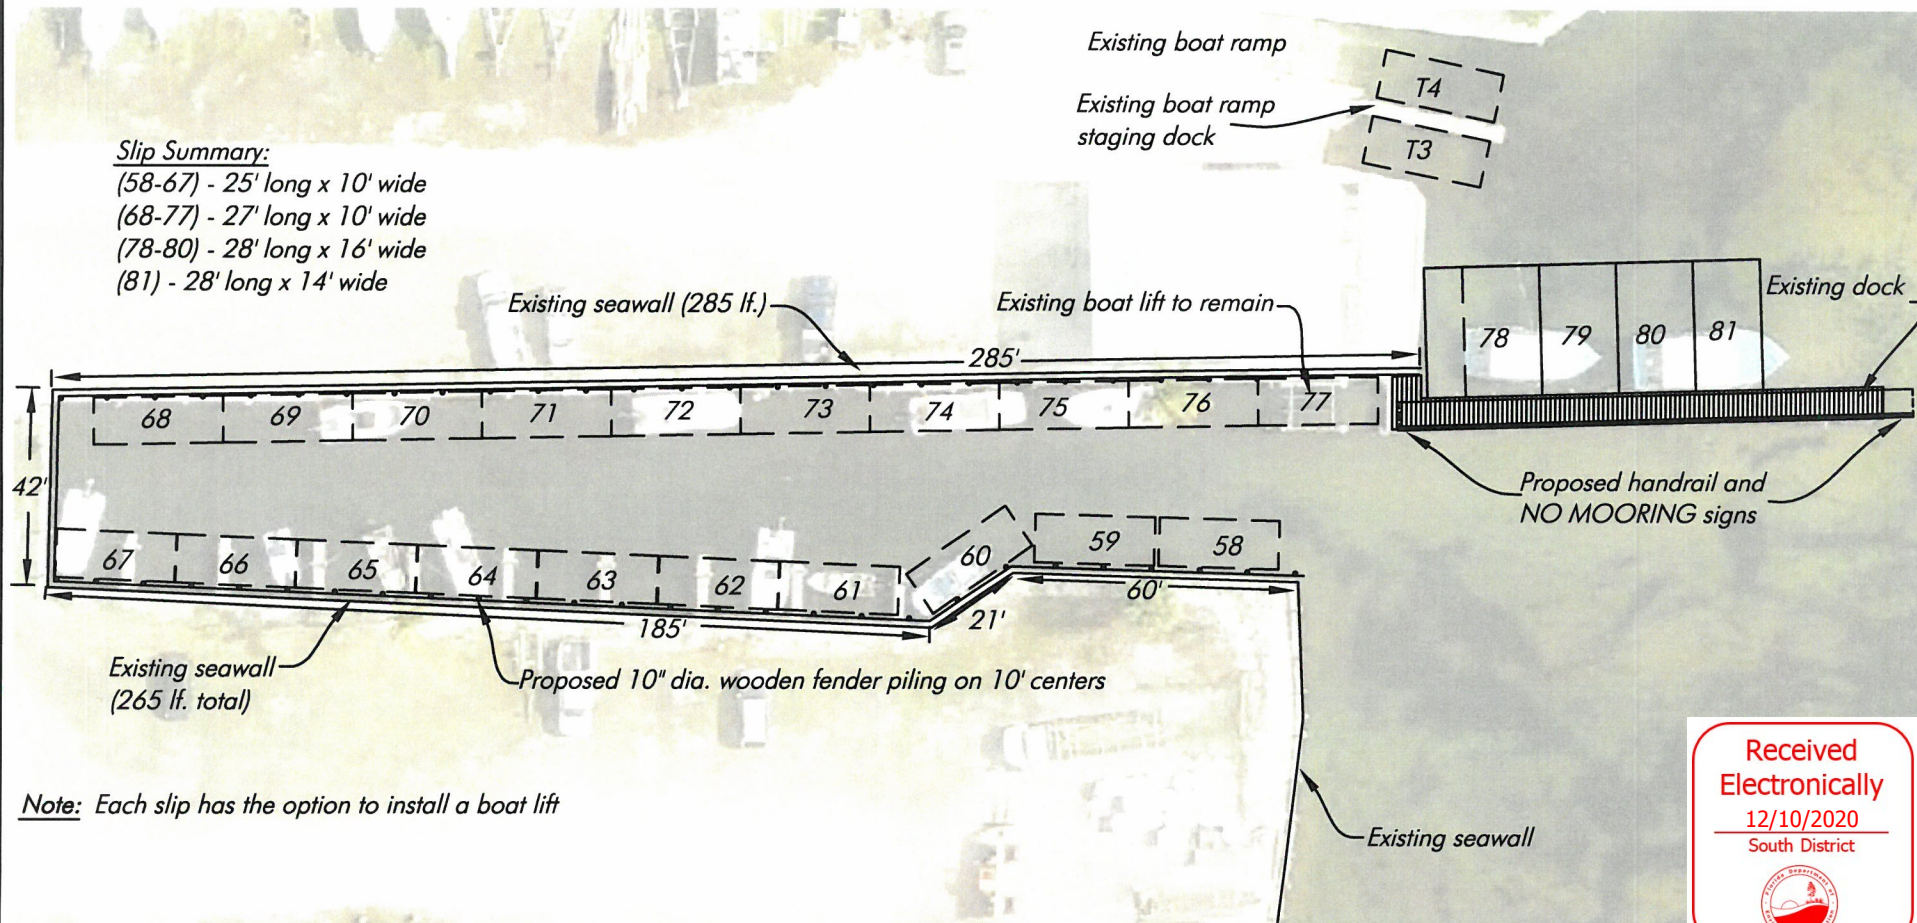 Existing boat ramp
T4
Existing boat ramp
staging dock
T3
Slip Summary:
(58-67) - 25' long x 10' wide
(68-77) - 27' long x 10' wide
(78-80) - 28' long x 16' wide
(81) - 28' long x 14' wide
Existing seawall (285 lf.)
Existing boat lift to remain
Existing dock
78 79 80 81
285'
68 69 70 71 72 73 74 75 76 77
42'
Proposed handrail and
NO MOORING signs
67 66 65 64 63 62 61 60 59 58
60'
21'
185'
Existing seawall
(265 lf. total)
Proposed 10" dia. wooden fender piling on 10' centers
Note: Each slip has the option to install a boat lift
Existing seawall
Received
Electronically
12/10/2020
South District
Florida Department of